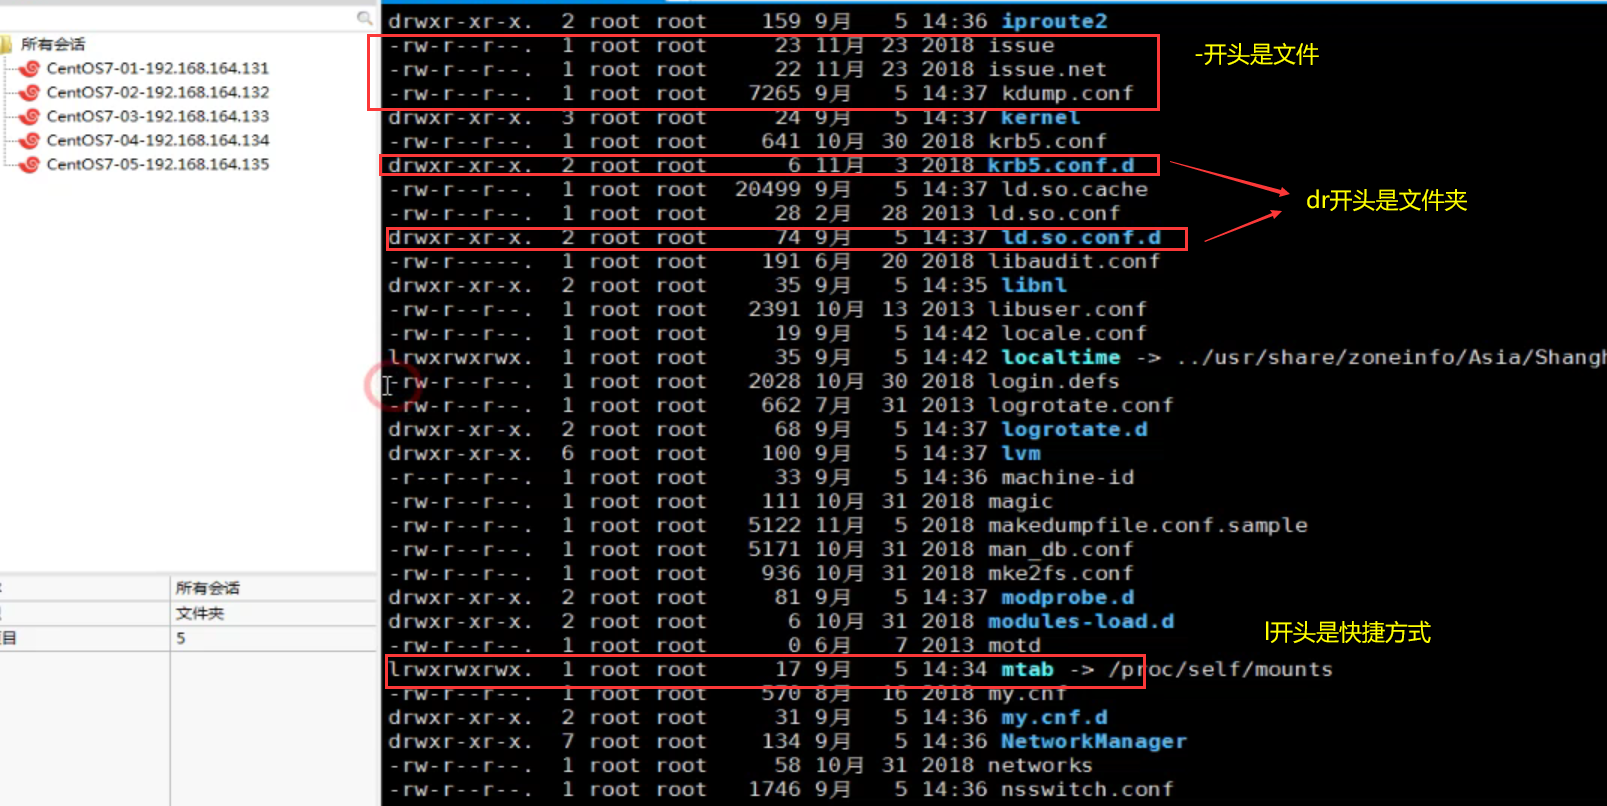 所有会话
CentOS7-01-192.168.164.131
CentOS7-02-192.168.164.132
CentOS7-03-192.168.164.133
CentOS7-04-192.168.164.134
CentOS7-05-192.168.164.135
所有会话
文件夹
目
5
drwxr-xr-x. 2 root root 159 9月 5 14:36 iproute2
-rw-r--r--. 1 root root 23 11月 23 2018 issue
-rw-r--r--. 1 root root 22 11月 23 2018 issue.net
-rw-r--r--. 1 root root 7265 9月 5 14:37 kdump.conf
drwxr-xr-x. 3 root root 24 9月 5 14:37 kernel
-rw-r--r--. 1 root root 641 10月 30 2018 krb5.conf
drwxr-xr-x. 2 root root 6 11月 3 2018 krb5.conf.d
-rw-r--r--. 1 root root 20499 9月 5 14:37 ld.so.cache
-rw-r--r--. 1 root root 28 2月 28 2013 ld.so.conf
drwxr-xr-x. 2 root root 74 9月 5 14:37 ld.so.conf.d
-rw-r-----. 1 root root 191 6月 20 2018 libaudit.conf
drwxr-xr-x. 2 root root 35 9月 5 14:35 libnl
-rw-r--r--. 1 root root 2391 10月 13 2013 libuser.conf
-rw-r--r--. 1 root root 19 9月 5 14:42 locale.conf
lrwxrwxrwx. 1 root root 35 9月 5 14:42 localtime -> ../usr/share/zoneinfo/Asia/Shangh
-rw-r--r--. 1 root root 2028 10月 30 2018 login.defs
-rw-r--r--. 1 root root 662 7月 31 2013 logrotate.conf
drwxr-xr-x. 2 root root 68 9月 5 14:37 logrotate.d
drwxr-xr-x. 6 root root 100 9月 5 14:37 lvm
-r--r--r--. 1 root root 33 9月 5 14:36 machine-id
-rw-r--r--. 1 root root 111 10月 31 2018 magic
-rw-r--r--. 1 root root 5122 11月 5 2018 makedumpfile.conf.sample
-rw-r--r--. 1 root root 5171 10月 31 2018 man_db.conf
-rw-r--r--. 1 root root 936 10月 31 2018 mke2fs.conf
drwxr-xr-x. 2 root root 81 9月 5 14:37 modprobe.d
drwxr-xr-x. 2 root root 6 10月 31 2018 modules-load.d
-rw-r--r--. 1 root root 0 6月 7 2013 motd
lrwxrwxrwx. 1 root root 17 9月 5 14:34 mtab -> /proc/self/mounts
-rw-r--r--. 1 root root 570 8月 16 2018 my.cnf
drwxr-xr-x. 2 root root 31 9月 5 14:36 my.cnf.d
drwxr-xr-x. 7 root root 134 9月 5 14:36 NetworkManager
-rw-r--r--. 1 root root 58 10月 31 2018 networks
-rw-r--r--. 1 root root 1746 9月 5 14:36 nsswitch.conf
-开头是文件
dr开头是文件夹
l开头是快捷方式